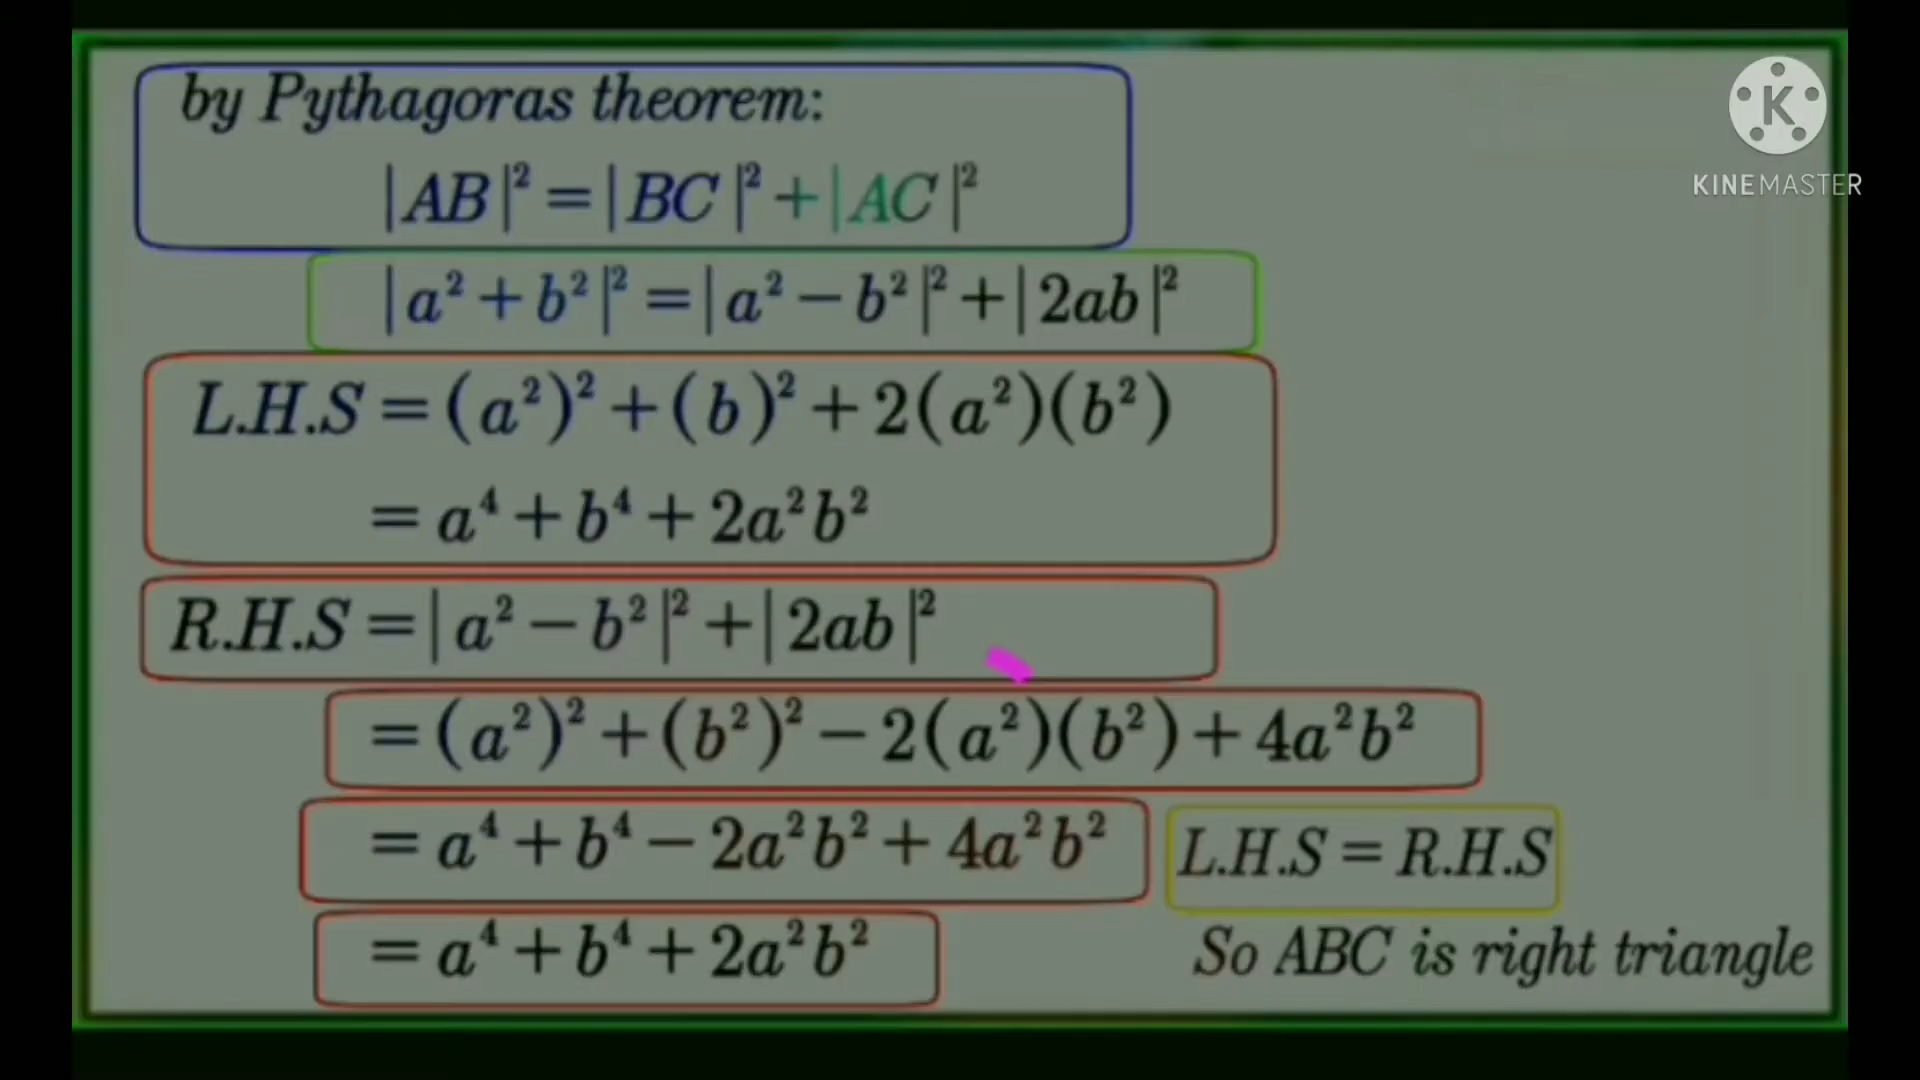 by Pythagoras theorem:
|AB|² = |BC|² + |AC|²
|a² + b²|² = |a² − b²|² + |2ab|²
L.H.S = (a²)² + (b)² + 2(a²)(b²)
= a⁴ + b⁴ + 2a²b²
R.H.S = |a² − b²|² + |2ab|²
= (a²)² + (b²)² − 2(a²)(b²) + 4a²b²
= a⁴ + b⁴ − 2a²b² + 4a²b²
L.H.S = R.H.S
= a⁴ + b⁴ + 2a²b²
So ABC is right triangle
K
KINEMASTER